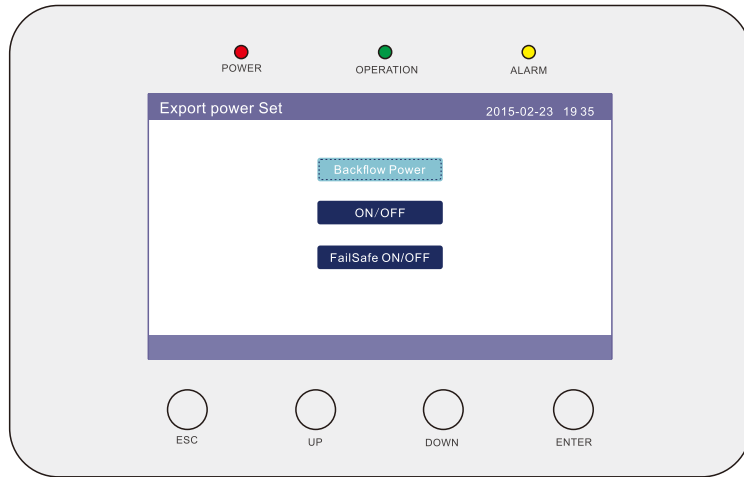 POWER OPERATION ALARM
Export power Set 2015-02-23 19 35
Backflow Power
ON/OFF
FailSafe ON/OFF
ESC UP DOWN ENTER